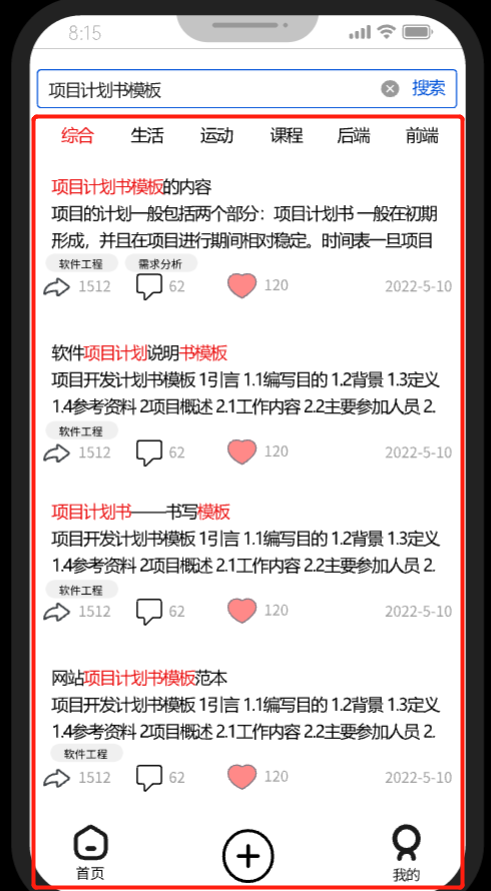 8:15
项目计划书模板 搜索
综合 生活 运动 课程 后端 前端
项目计划书模板的内容
项目的计划一般包括两个部分：项目计划书 一般在初期
形成，并且在项目进行期间相对稳定。时间表一旦项目
软件工程 需求分析
1512 62 120 2022-5-10
软件项目计划说明书模板
项目开发计划书模板 1引言 1.1编写目的 1.2背景 1.3定义
1.4参考资料 2项目概述 2.1工作内容 2.2主要参加人员 2.
软件工程
1512 62 120 2022-5-10
项目计划书——书写模板
项目开发计划书模板 1引言 1.1编写目的 1.2背景 1.3定义
1.4参考资料 2项目概述 2.1工作内容 2.2主要参加人员 2.
软件工程
1512 62 120 2022-5-10
网站项目计划书模板范本
项目开发计划书模板 1引言 1.1编写目的 1.2背景 1.3定义
1.4参考资料 2项目概述 2.1工作内容 2.2主要参加人员 2.
软件工程
1512 62 120 2022-5-10
首页 我的